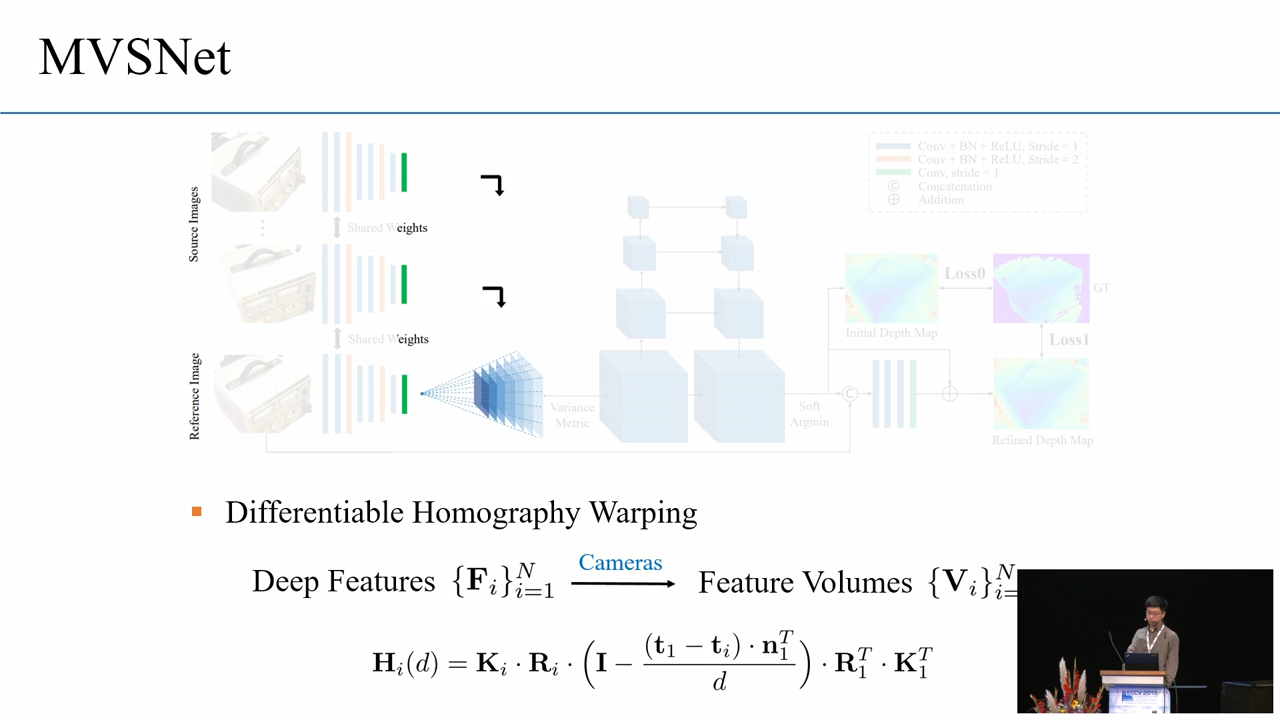 MVSNet
Source Images
Shared Weights
Shared Weights
Reference Image
Variance
Metric
Soft
Argmin
C
Conv + BN + ReLU, Stride = 1
Conv + BN + ReLU, Stride = 2
Conv, stride = 1
C Concatenation
⊕ Addition
Loss0
GT
Initial Depth Map
Loss1
Refined Depth Map
▪ Differentiable Homography Warping
Cameras
Deep Features {F_i}_{i=1}^N → Feature Volumes {V_i}_{i=}^N
H_i(d) = K_i · R_i · (I − (t_1 − t_i) · n_1^T / d) · R_1^T · K_1^T
ECCV 2018